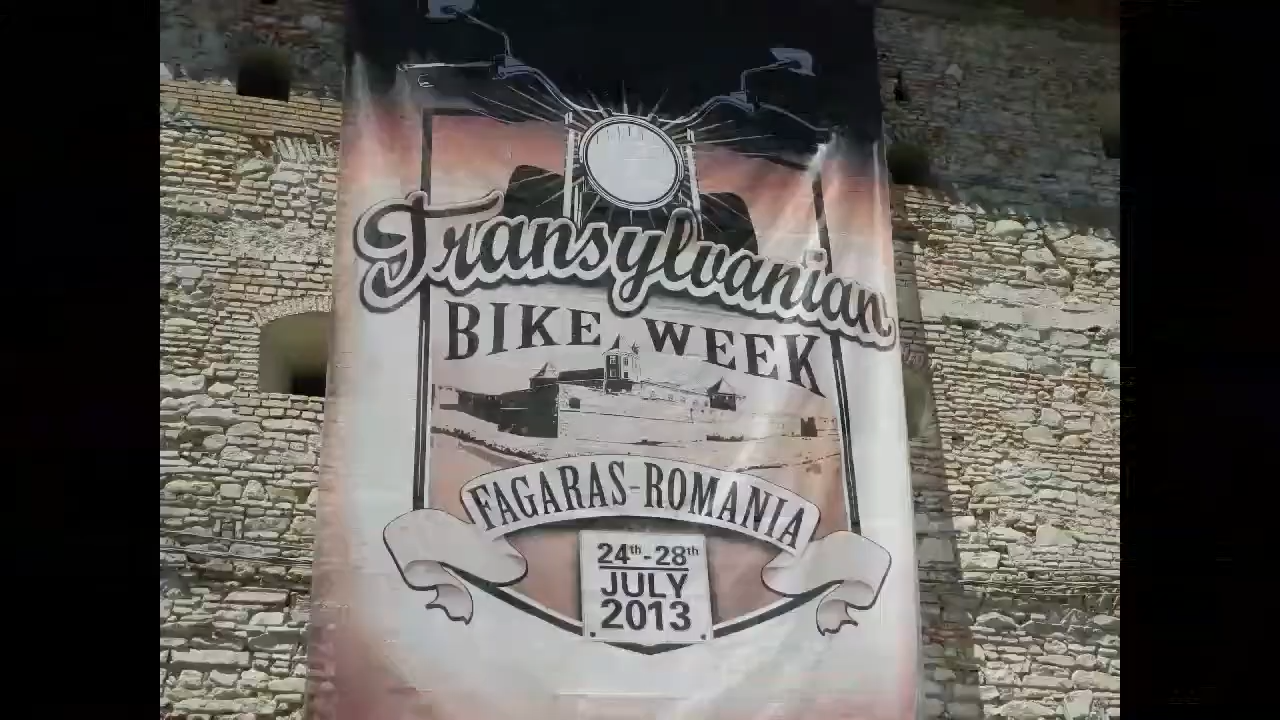 Transylvanian
BIKE WEEK
FAGARAS-ROMANIA
24th-28th
JULY
2013